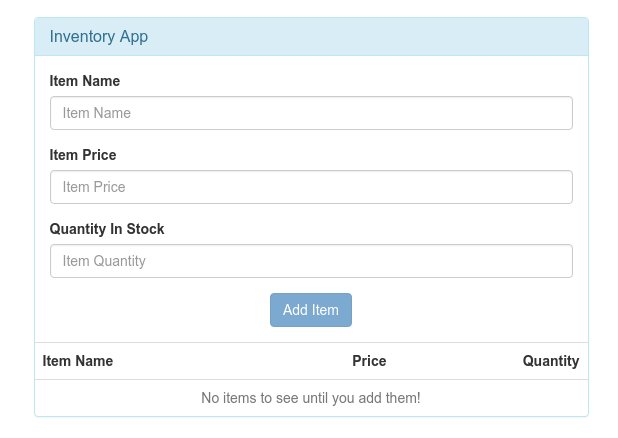 Inventory App
Item Name
Item Name
Item Price
Item Price
Quantity In Stock
Item Quantity
Add Item
Item Name Price Quantity
No items to see until you add them!